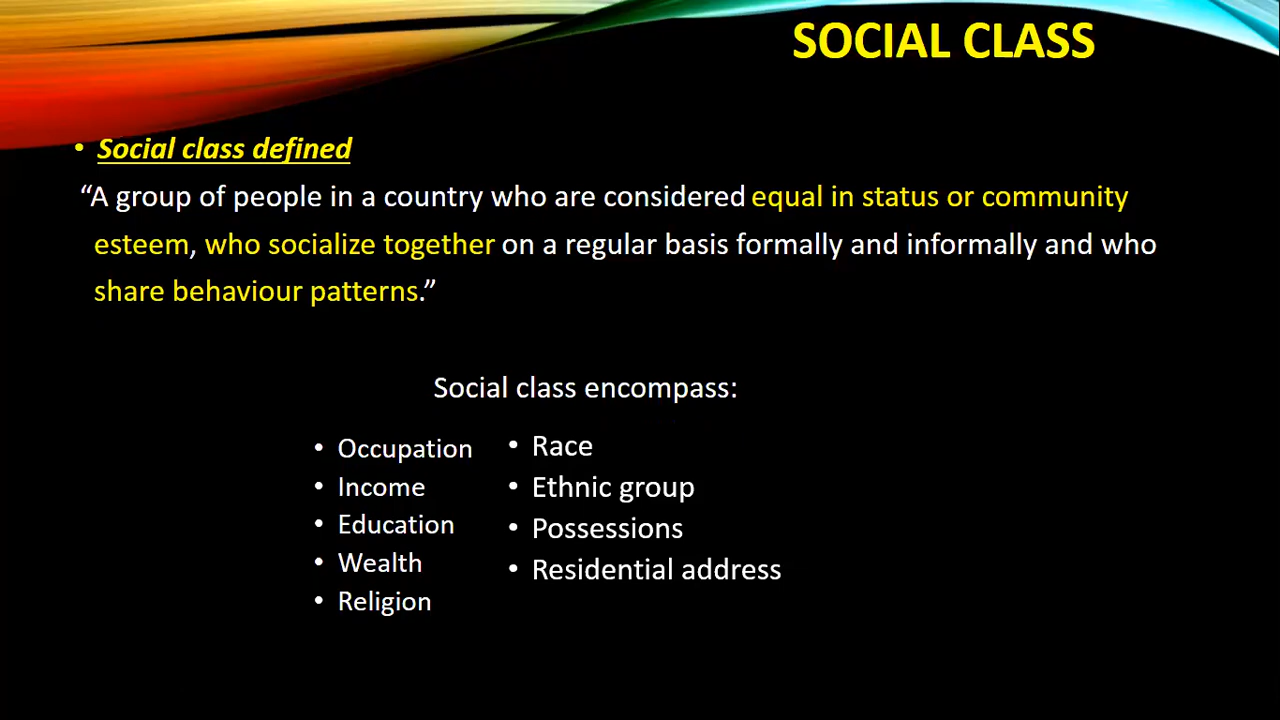 SOCIAL CLASS
• Social class defined
“A group of people in a country who are considered equal in status or community
esteem, who socialize together on a regular basis formally and informally and who
share behaviour patterns.”
Social class encompass:
• Occupation
• Income
• Education
• Wealth
• Religion
• Race
• Ethnic group
• Possessions
• Residential address